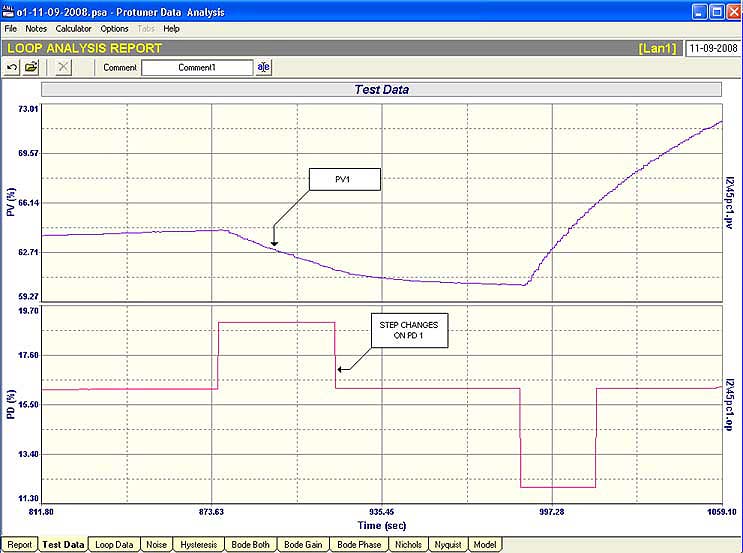 o1-11-09-2008.psa - Protuner Data Analysis
File Notes Calculator Options Tabs Help
LOOP ANALYSIS REPORT [Lan1] 11-09-2008
Comment Comment1 a|e
Test Data
73.01
69.57
66.14
62.71
59.27
PV (%)
PV1
IZV45pc1.pv
19.70
17.60
15.50
13.40
11.30
PD (%)
STEP CHANGES
ON PD 1
IZV45pc1.op
811.80 873.63 935.45 997.28 1059.10
Time (sec)
Report Test Data Loop Data Noise Hysteresis Bode Both Bode Gain Bode Phase Nichols Nyquist Model